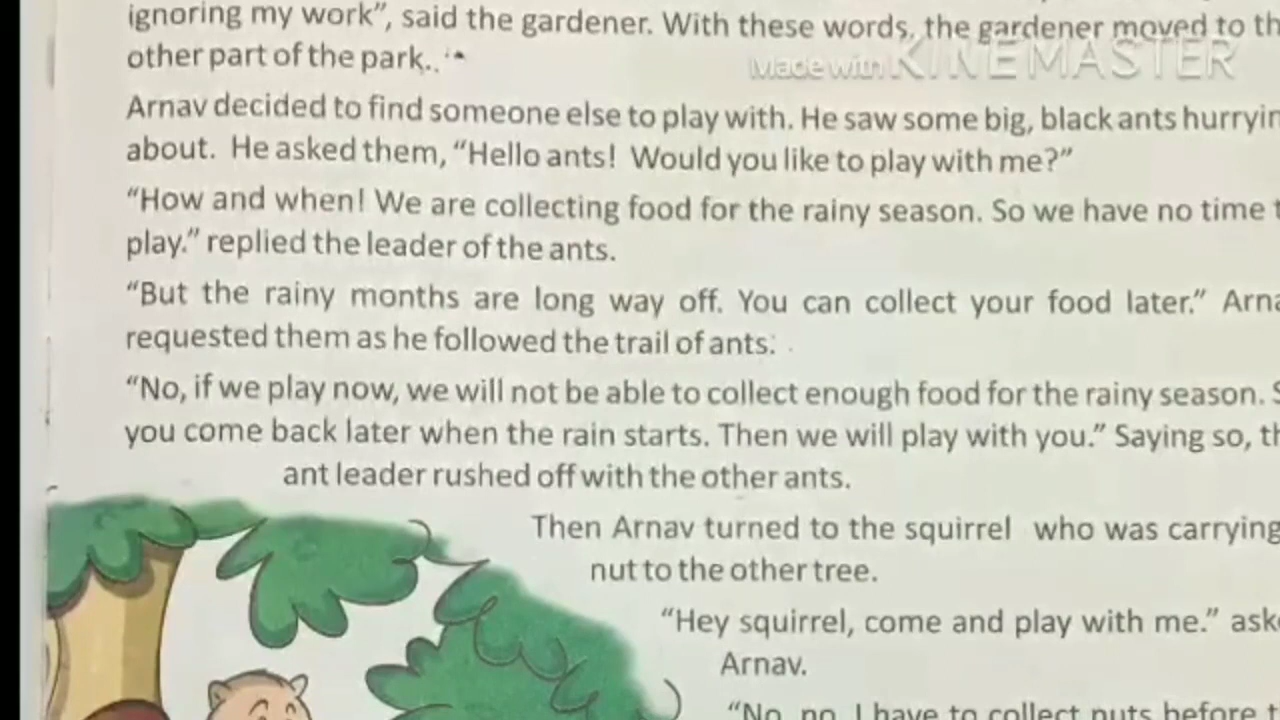 ignoring my work”, said the gardener. With these words, the gardener moved to th
other part of the park..
Made with KINEMASTER
Arnav decided to find someone else to play with. He saw some big, black ants hurryin
about. He asked them, “Hello ants! Would you like to play with me?”
“How and when! We are collecting food for the rainy season. So we have no time t
play.” replied the leader of the ants.
“But the rainy months are long way off. You can collect your food later.” Arna
requested them as he followed the trail of ants.
“No, if we play now, we will not be able to collect enough food for the rainy season. S
you come back later when the rain starts. Then we will play with you.” Saying so, th
ant leader rushed off with the other ants.
Then Arnav turned to the squirrel who was carrying
nut to the other tree.
“Hey squirrel, come and play with me.” aske
Arnav.
“No, no, I have to collect nuts before t